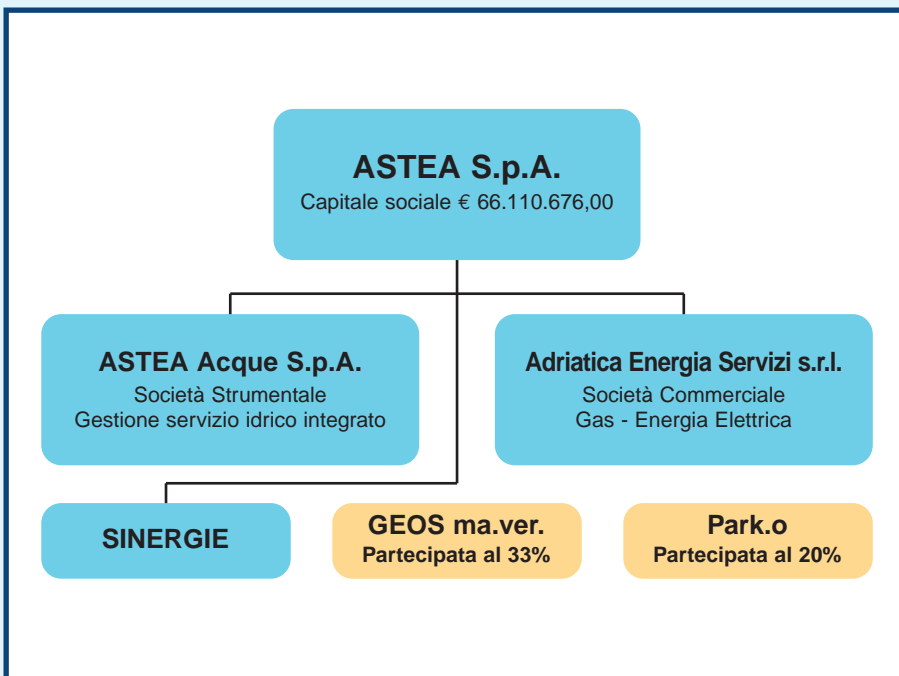 ASTEA S.p.A.
Capitale sociale € 66.110.676,00
ASTEA Acque S.p.A.
Società Strumentale
Gestione servizio idrico integrato
Adriatica Energia Servizi s.r.l.
Società Commerciale
Gas - Energia Elettrica
SINERGIE
GEOS ma.ver.
Partecipata al 33%
Park.o
Partecipata al 20%